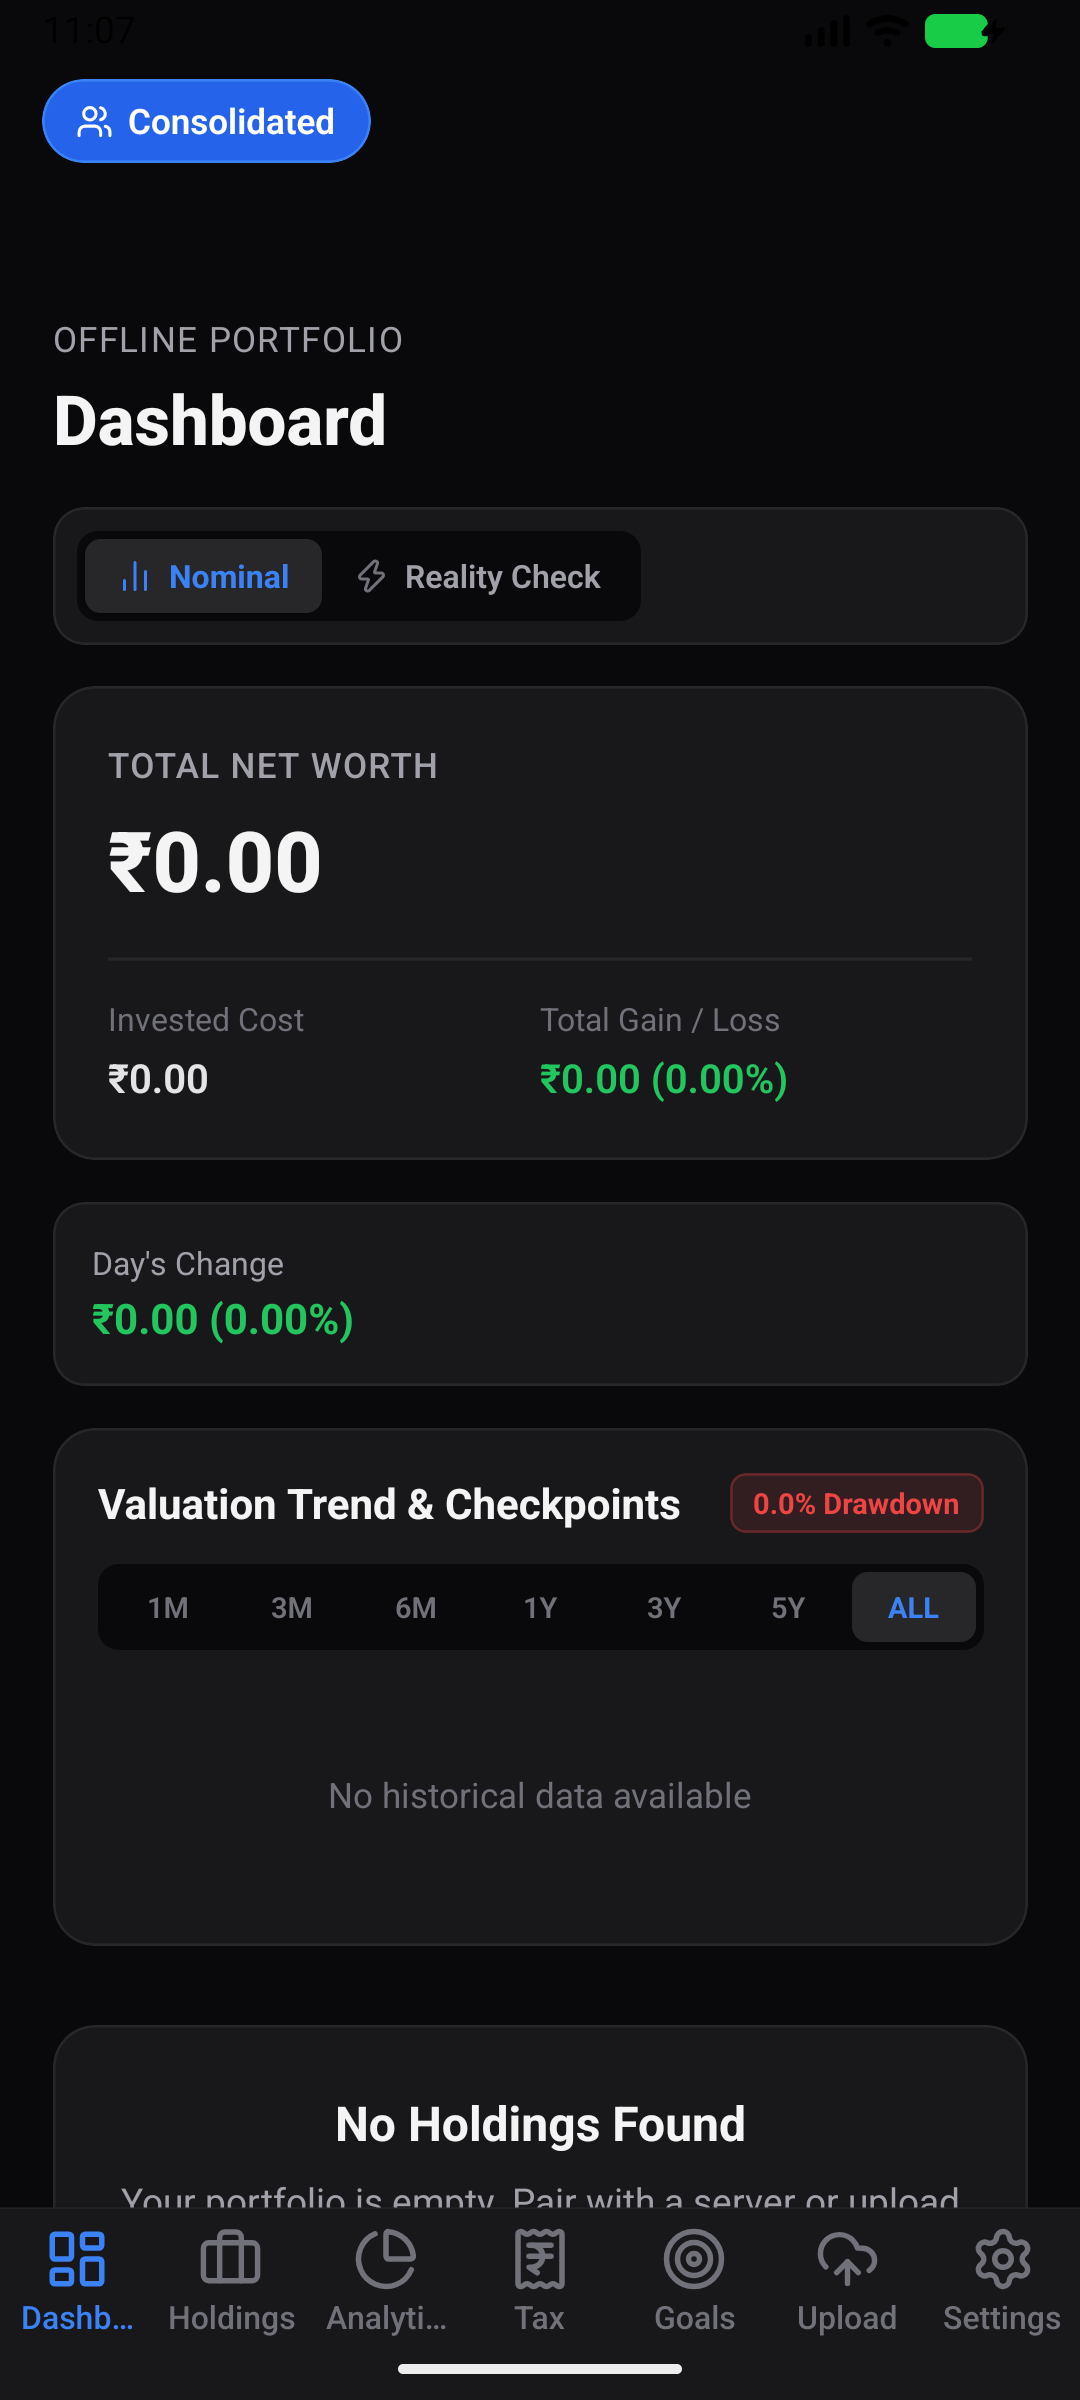 11:07
Consolidated
OFFLINE PORTFOLIO
Dashboard
Nominal
Reality Check
TOTAL NET WORTH
₹0.00
Invested Cost
Total Gain / Loss
₹0.00
₹0.00 (0.00%)
Day's Change
₹0.00 (0.00%)
Valuation Trend & Checkpoints
0.0% Drawdown
1M 3M 6M 1Y 3Y 5Y ALL
No historical data available
No Holdings Found
Your portfolio is empty. Pair with a server or upload
Dashb... Holdings Analyti... Tax Goals Upload Settings